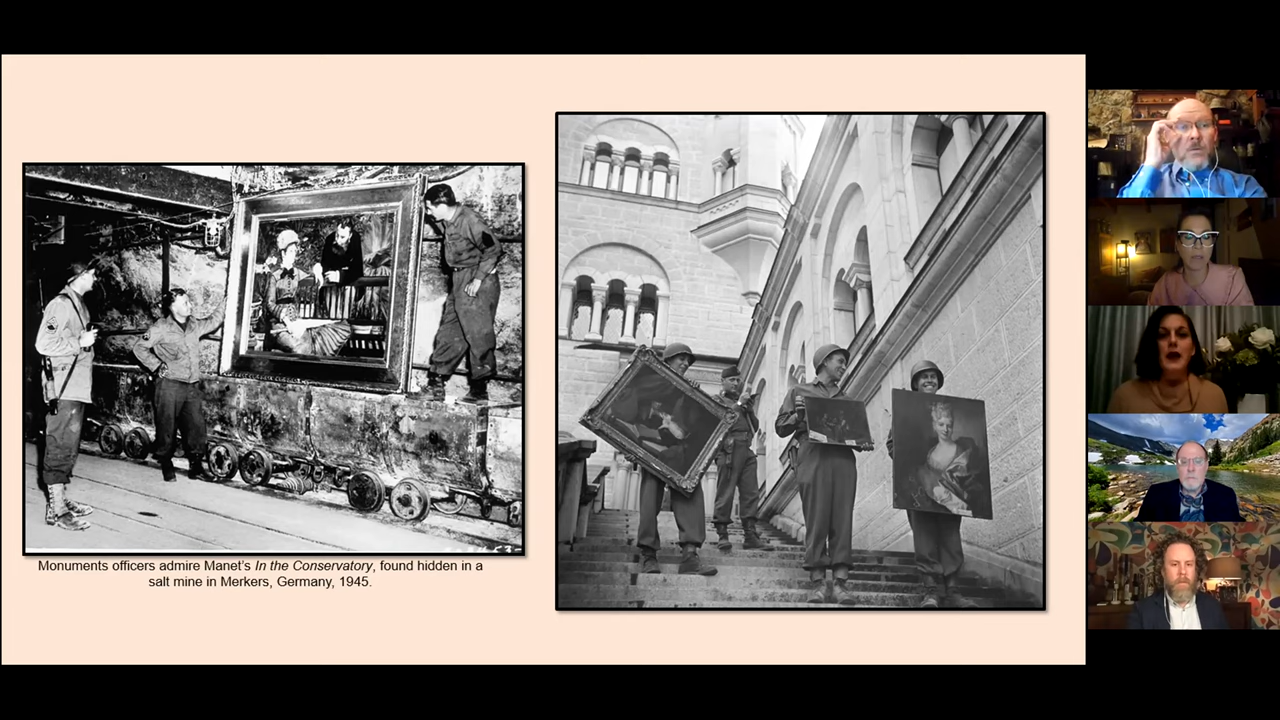 Monuments officers admire Manet's In the Conservatory, found hidden in a
salt mine in Merkers, Germany, 1945.